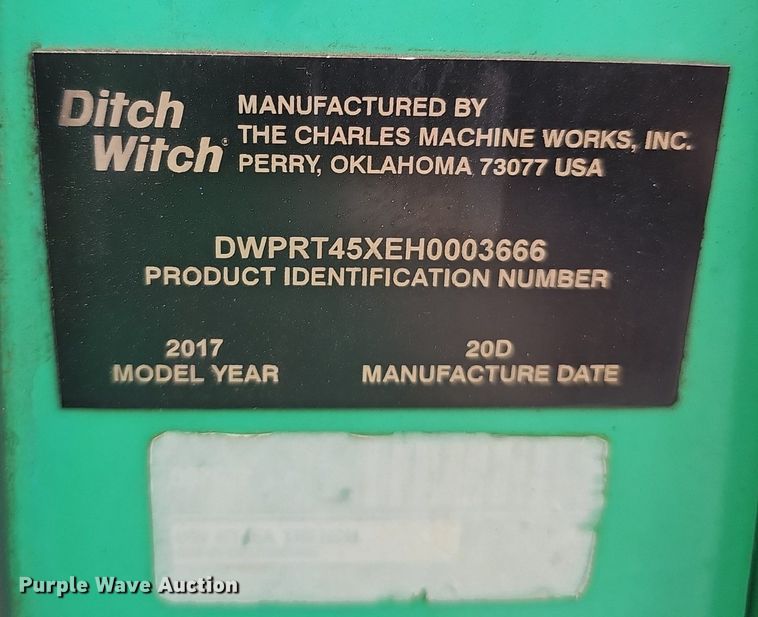 Ditch
Witch®
MANUFACTURED BY
THE CHARLES MACHINE WORKS, INC.
PERRY, OKLAHOMA 73077 USA
DWPRT45XEH0003666
PRODUCT IDENTIFICATION NUMBER
2017
MODEL YEAR
20D
MANUFACTURE DATE
Purple Wave Auction